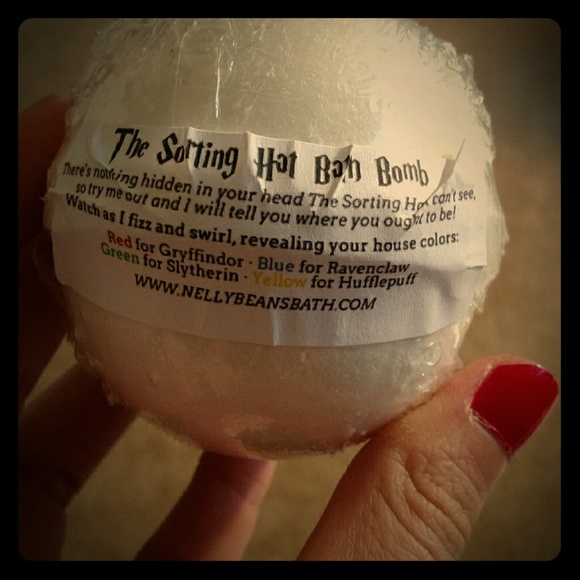 The Sorting Hat Bath Bomb
There's nothing hidden in your head The Sorting Hat can't see,
so try me out and I will tell you where you ought to be!
Watch as I fizz and swirl, revealing your house colors:
Red for Gryffindor · Blue for Ravenclaw
Green for Slytherin · Yellow for Hufflepuff
WWW.NELLYBEANSBATH.COM